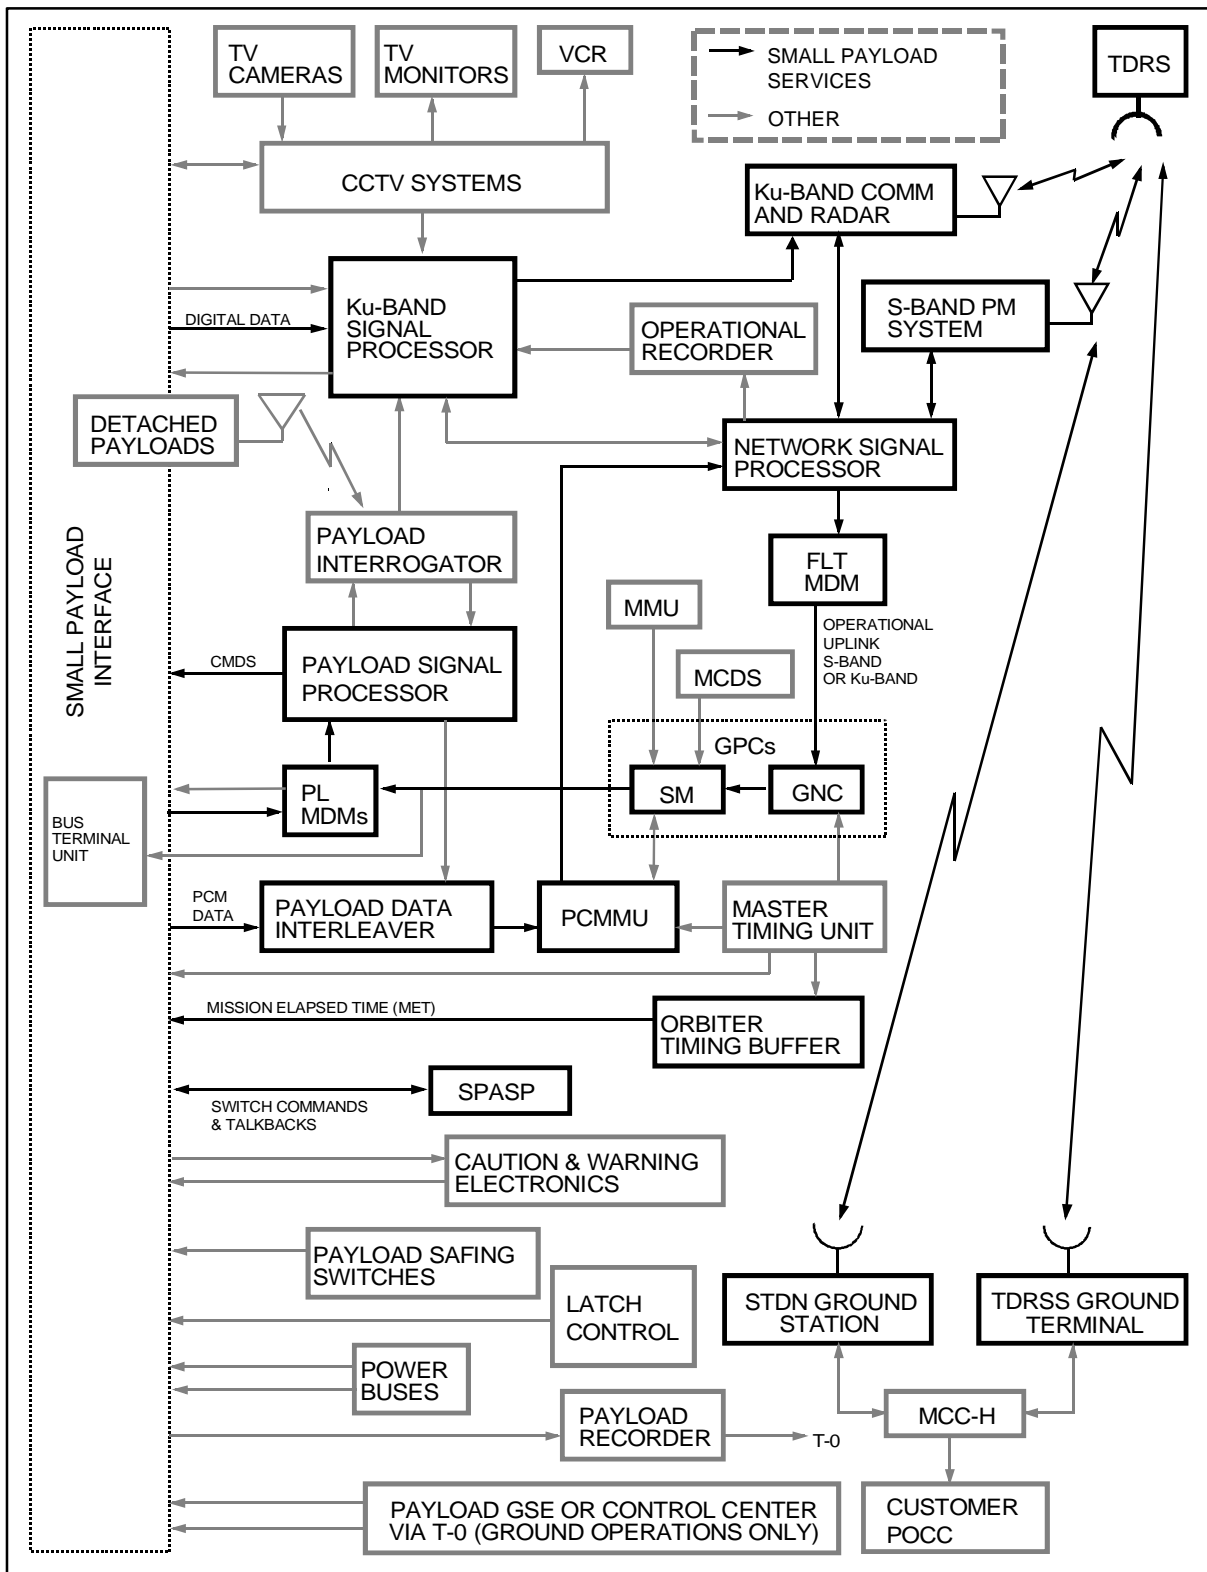 TV
CAMERAS
TV
MONITORS
VCR
SMALL PAYLOAD
SERVICES
OTHER
TDRS
CCTV SYSTEMS
Ku-BAND COMM
AND RADAR
Ku-BAND
SIGNAL
PROCESSOR
DIGITAL DATA
OPERATIONAL
RECORDER
S-BAND PM
SYSTEM
DETACHED
PAYLOADS
NETWORK SIGNAL
PROCESSOR
PAYLOAD
INTERROGATOR
FLT
MDM
MMU
OPERATIONAL
UPLINK
S-BAND
OR Ku-BAND
SMALL PAYLOAD
INTERFACE
CMDS
PAYLOAD SIGNAL
PROCESSOR
MCDS
GPCs
PL
MDMs
SM
GNC
BUS
TERMINAL
UNIT
PCM
DATA
PAYLOAD DATA
INTERLEAVER
PCMMU
MASTER
TIMING UNIT
MISSION ELAPSED TIME (MET)
ORBITER
TIMING BUFFER
SPASP
SWITCH COMMANDS
& TALKBACKS
CAUTION & WARNING
ELECTRONICS
PAYLOAD SAFING
SWITCHES
LATCH
CONTROL
STDN GROUND
STATION
TDRSS GROUND
TERMINAL
POWER
BUSES
PAYLOAD
RECORDER
T-0
MCC-H
PAYLOAD GSE OR CONTROL CENTER
VIA T-0 (GROUND OPERATIONS ONLY)
CUSTOMER
POCC